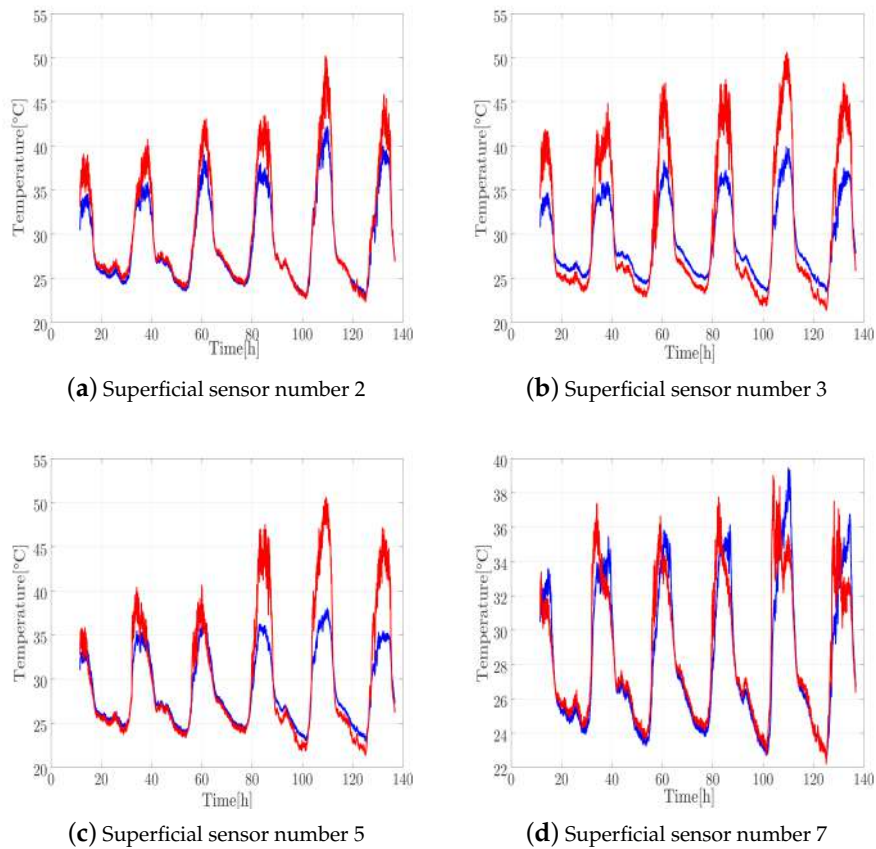 55
50
45
40
35
30
25
20
Temperature[°C]
0 20 40 60 80 100 120 140
Time[h]
(a) Superficial sensor number 2
55
50
45
40
35
30
25
20
Temperature[°C]
0 20 40 60 80 100 120 140
Time[h]
(b) Superficial sensor number 3
55
50
45
40
35
30
25
20
Temperature[°C]
0 20 40 60 80 100 120 140
Time[h]
(c) Superficial sensor number 5
40
38
36
34
32
30
28
26
24
22
Temperature[°C]
0 20 40 60 80 100 120 140
Time[h]
(d) Superficial sensor number 7